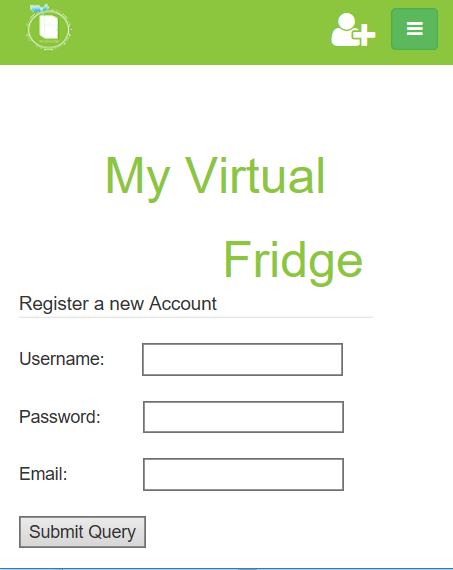 My Virtual
Fridge
Register a new Account
Username:
Password:
Email:
Submit Query